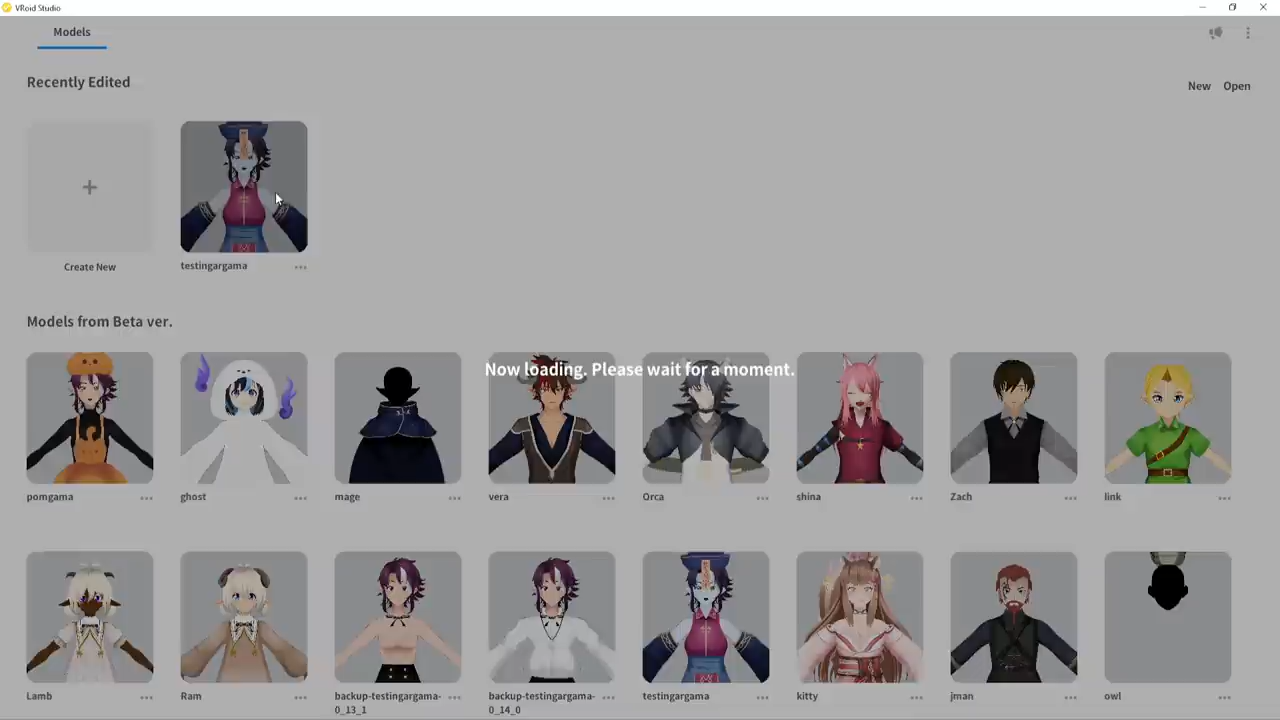 VRoid Studio
Models
Recently Edited
New Open
Create New
testingargama
Models from Beta ver.
Now loading. Please wait for a moment.
pomgama
ghost
mage
vera
Orca
shina
Zach
link
Lamb
Ram
backup-testingargama-
0_13_1
backup-testingargama-
0_14_0
testingargama
kitty
jman
owl